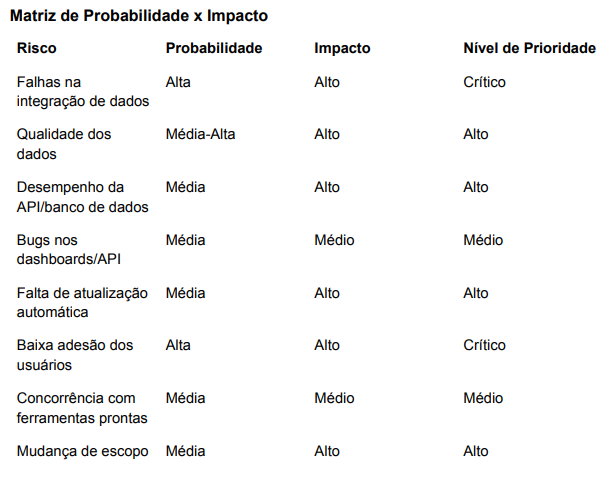 Matriz de Probabilidade x Impacto
Risco Probabilidade Impacto Nível de Prioridade
Falhas na Alta Alto Crítico
integração de dados
Qualidade dos Média-Alta Alto Alto
dados
Desempenho da Média Alto Alto
API/banco de dados
Bugs nos Média Médio Médio
dashboards/API
Falta de atualização Média Alto Alto
automática
Baixa adesão dos Alta Alto Crítico
usuários
Concorrência com Média Médio Médio
ferramentas prontas
Mudança de escopo Média Alto Alto